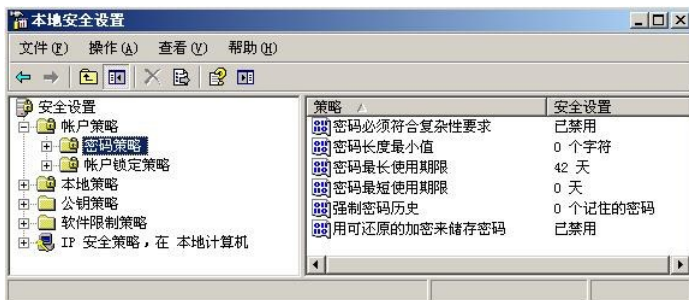 本地安全设置
文件(F) 操作(A) 查看(V) 帮助(H)
安全设置
帐户策略
密码策略
帐户锁定策略
本地策略
公钥策略
软件限制策略
IP 安全策略，在 本地计算机
策略 安全设置
密码必须符合复杂性要求 已禁用
密码长度最小值 0 个字符
密码最长使用期限 42 天
密码最短使用期限 0 天
强制密码历史 0 个记住的密码
用可还原的加密来储存密码 已禁用